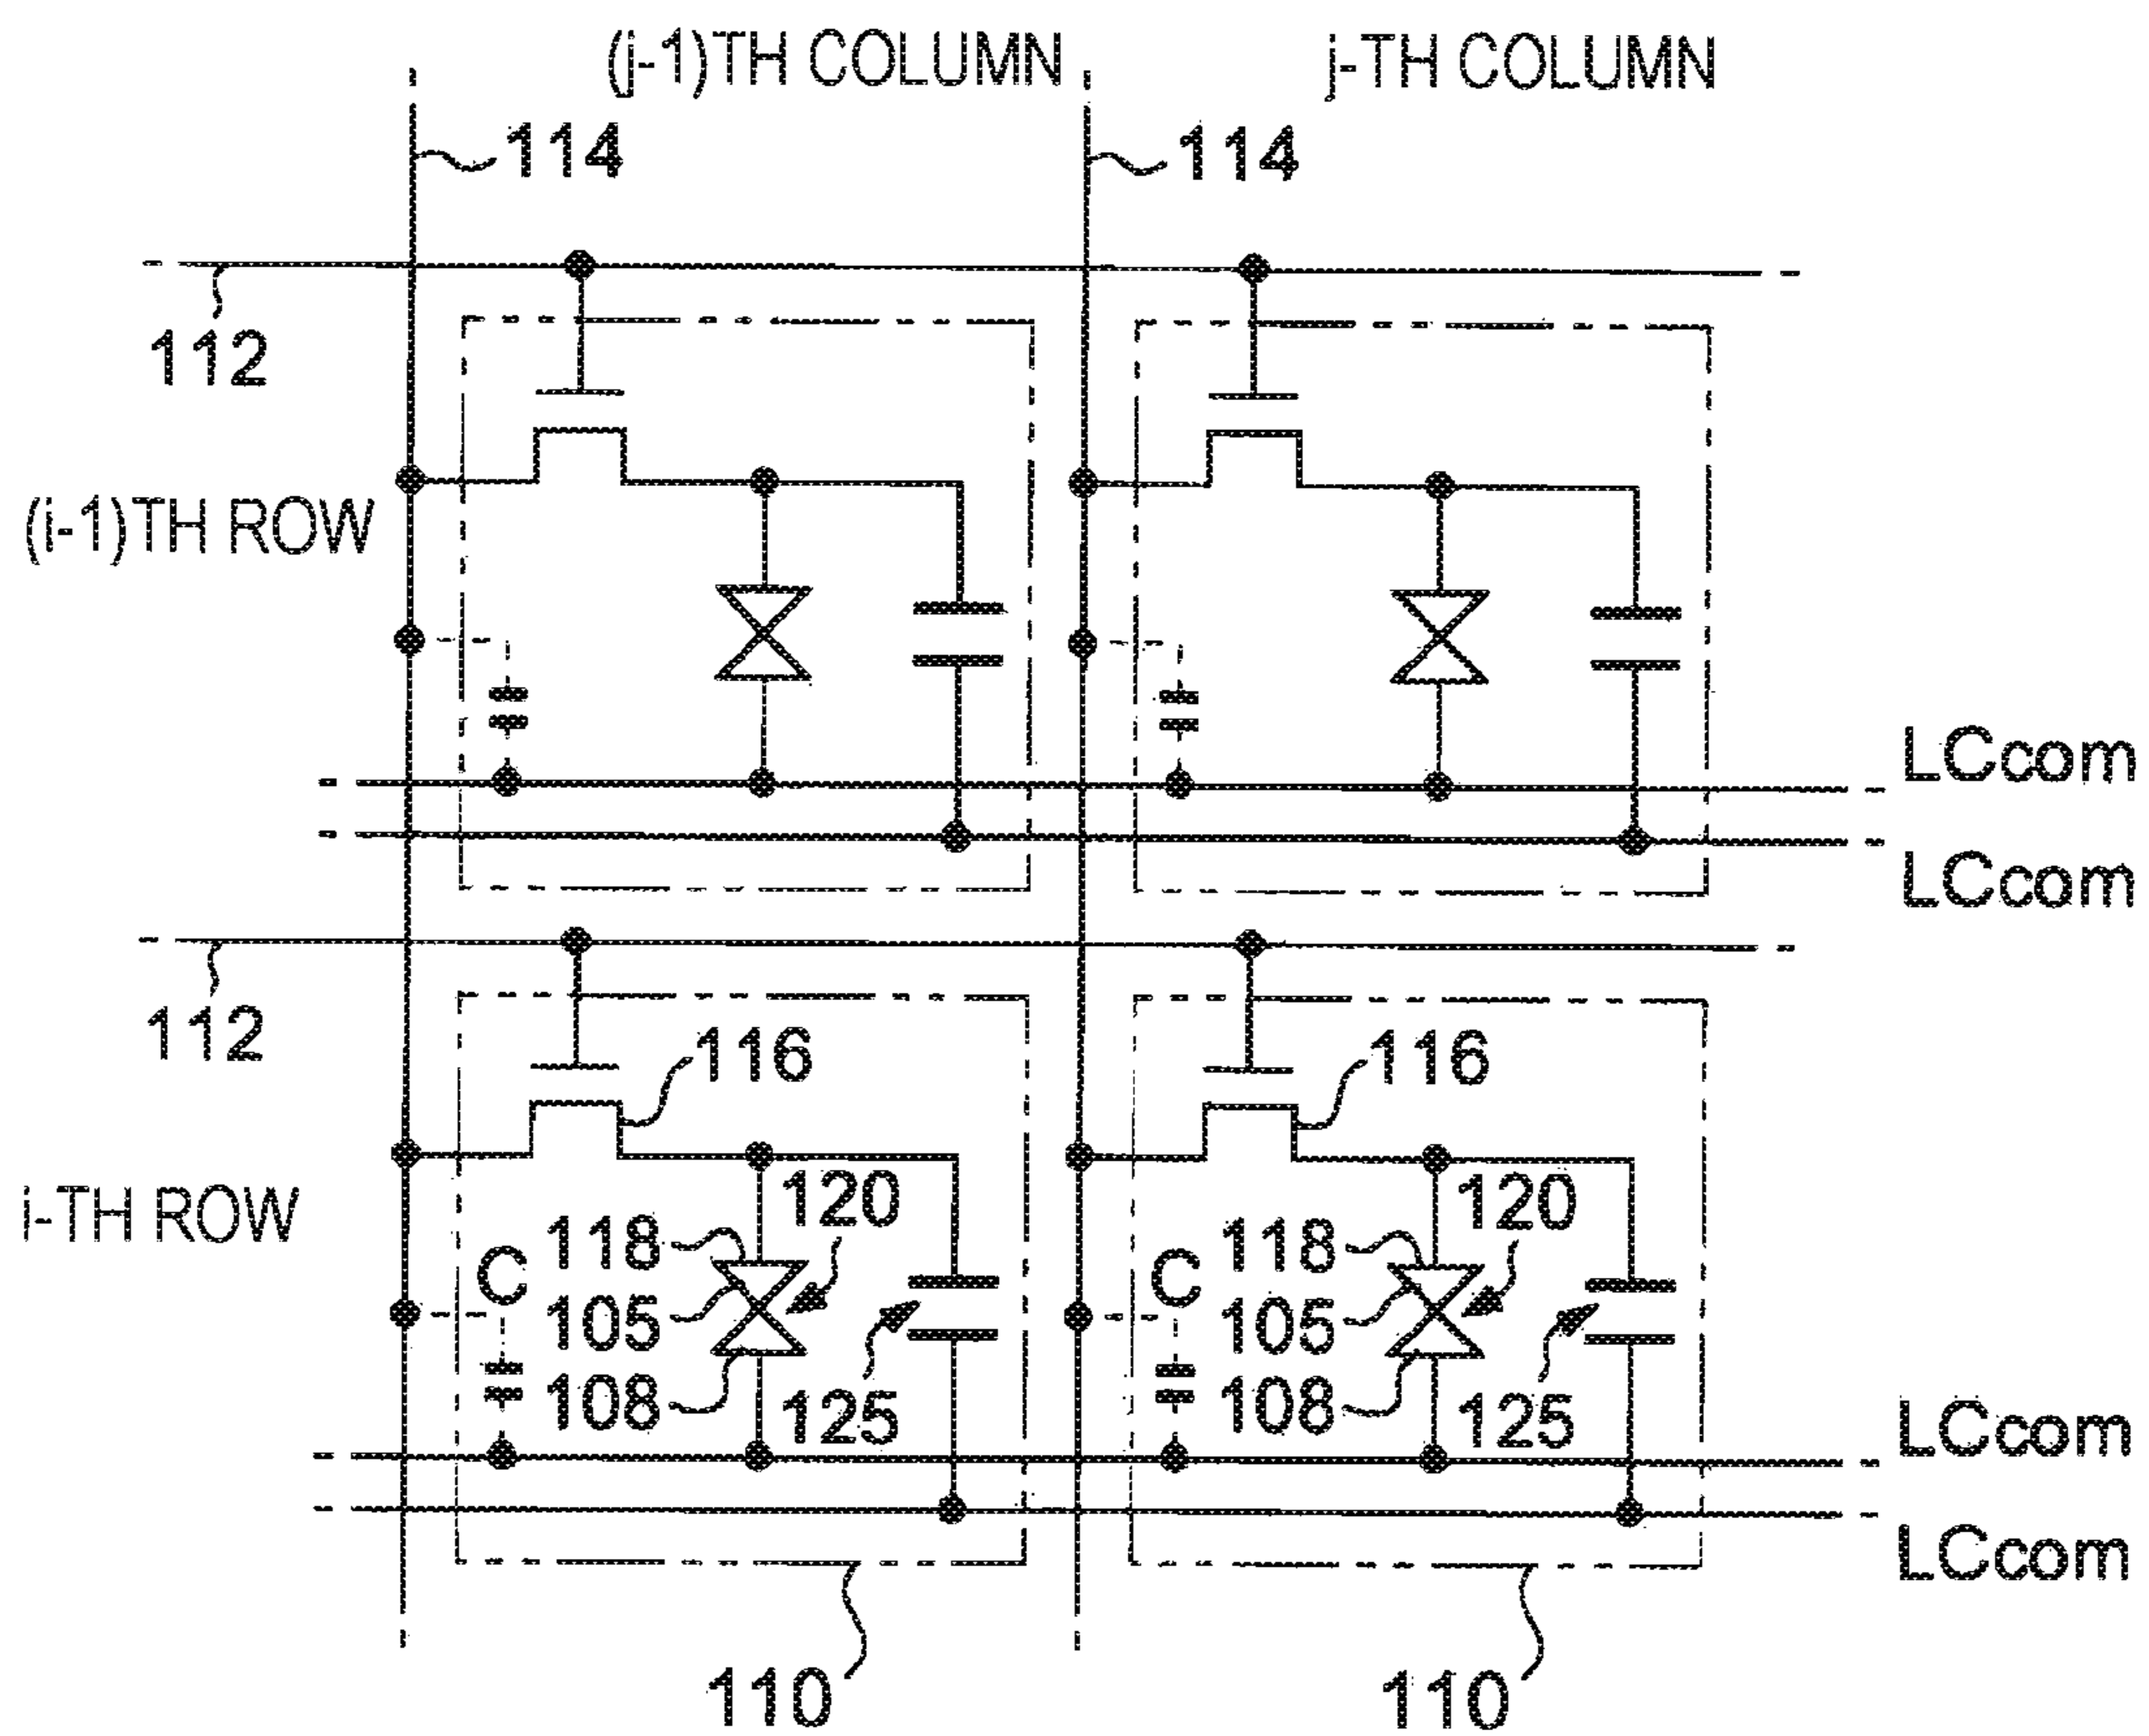 (j-1)TH COLUMN
j-TH COLUMN
114
114
112
(i-1)TH ROW
LCcom
LCcom
112
116
116
i-TH ROW
120
118
C
105
108
125
120
118
C
105
108
125
LCcom
LCcom
110
110